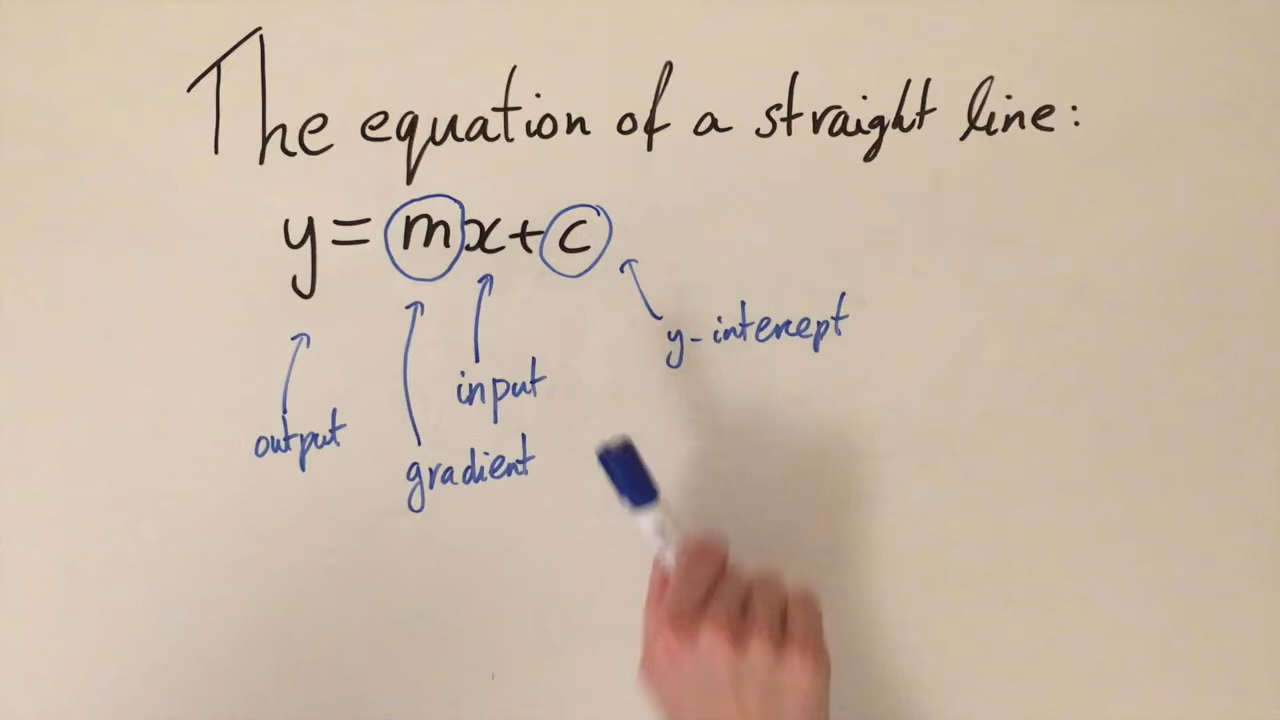 The equation of a straight line:
y = mx + c
y-intercept
input
output
gradient